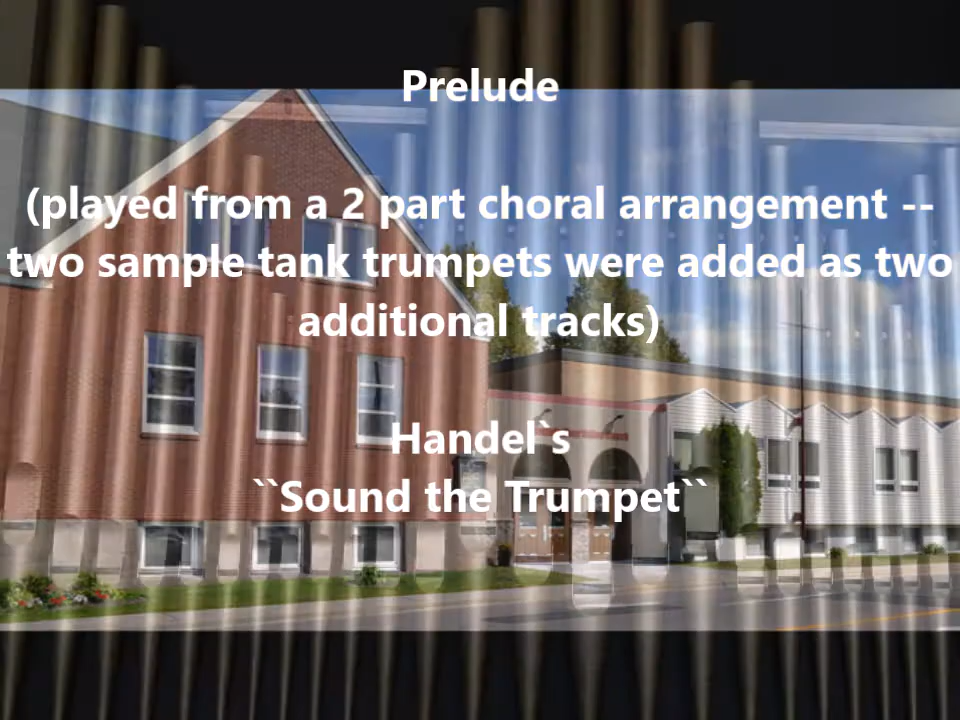 Prelude
(played from a 2 part choral arrangement --
two sample tank trumpets were added as two
additional tracks)
Handel`s
``Sound the Trumpet``